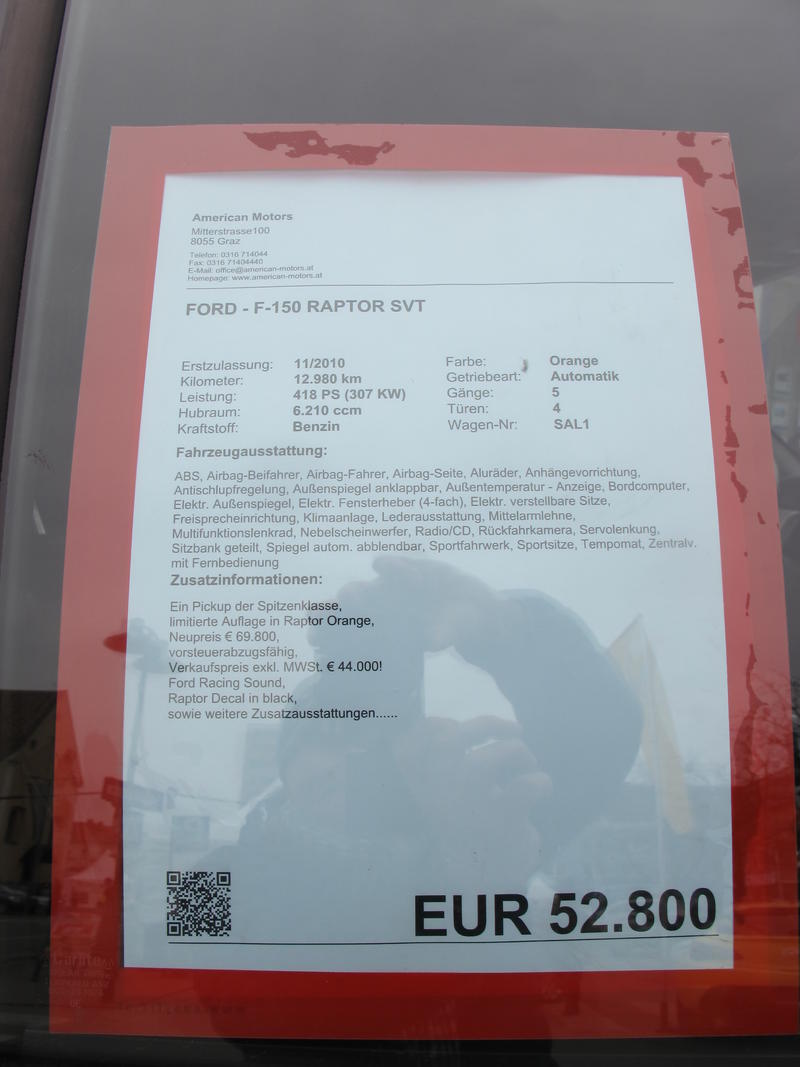 American Motors
Mitterstrasse100
8055 Graz
Telefon: 0316 714044
Fax: 0316 71404440
E-Mail: office@american-motors.at
Homepage: www.american-motors.at
FORD - F-150 RAPTOR SVT
Erstzulassung: 11/2010 Farbe: Orange
Kilometer: 12.980 km Getriebeart: Automatik
Leistung: 418 PS (307 KW) Gänge: 5
Hubraum: 6.210 ccm Türen: 4
Kraftstoff: Benzin Wagen-Nr: SAL1
Fahrzeugausstattung:
ABS, Airbag-Beifahrer, Airbag-Fahrer, Airbag-Seite, Aluräder, Anhängevorrichtung,
Antischlupfregelung, Außenspiegel anklappbar, Außentemperatur - Anzeige, Bordcomputer,
Elektr. Außenspiegel, Elektr. Fensterheber (4-fach), Elektr. verstellbare Sitze,
Freisprecheinrichtung, Klimaanlage, Lederausstattung, Mittelarmlehne,
Multifunktionslenkrad, Nebelscheinwerfer, Radio/CD, Rückfahrkamera, Servolenkung,
Sitzbank geteilt, Spiegel autom. abblendbar, Sportfahrwerk, Sportsitze, Tempomat, Zentralv.
mit Fernbedienung
Zusatzinformationen:
Ein Pickup der Spitzenklasse,
limitierte Auflage in Raptor Orange,
Neupreis € 69.800,
vorsteuerabzugsfähig,
Verkaufspreis exkl. MWSt. € 44.000!
Ford Racing Sound,
Raptor Decal in black,
sowie weitere Zusatzausstattungen......
EUR 52.800